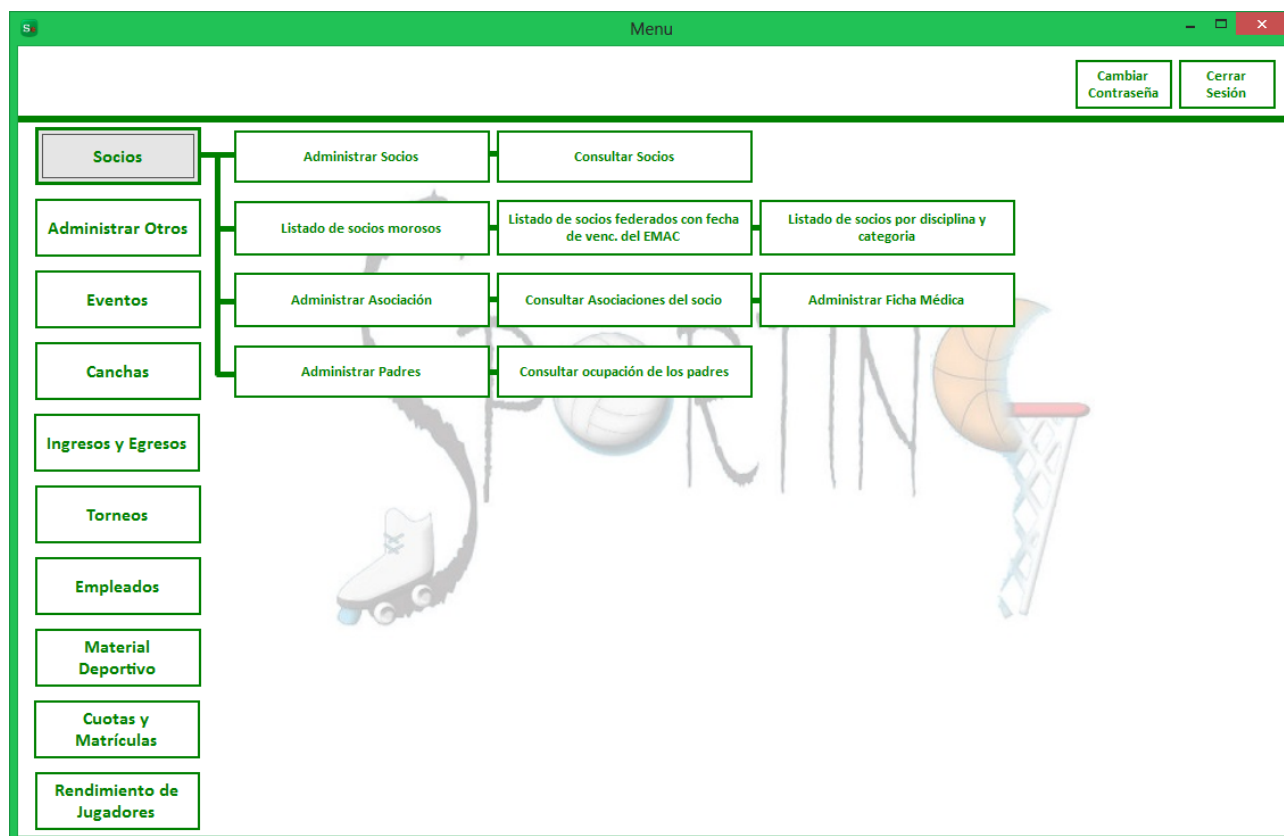 S.
Menu
Cambiar
Contraseña
Cerrar
Sesión
Socios
Administrar Socios
Consultar Socios
Administrar Otros
Listado de socios morosos
Listado de socios federados con fecha
de venc. del EMAC
Listado de socios por disciplina y
categoria
Eventos
Administrar Asociación
Consultar Asociaciones del socio
Administrar Ficha Médica
Canchas
Administrar Padres
Consultar ocupación de los padres
SPORTING
Ingresos y Egresos
Torneos
Empleados
Material
Deportivo
Cuotas y
Matrículas
Rendimiento de
Jugadores